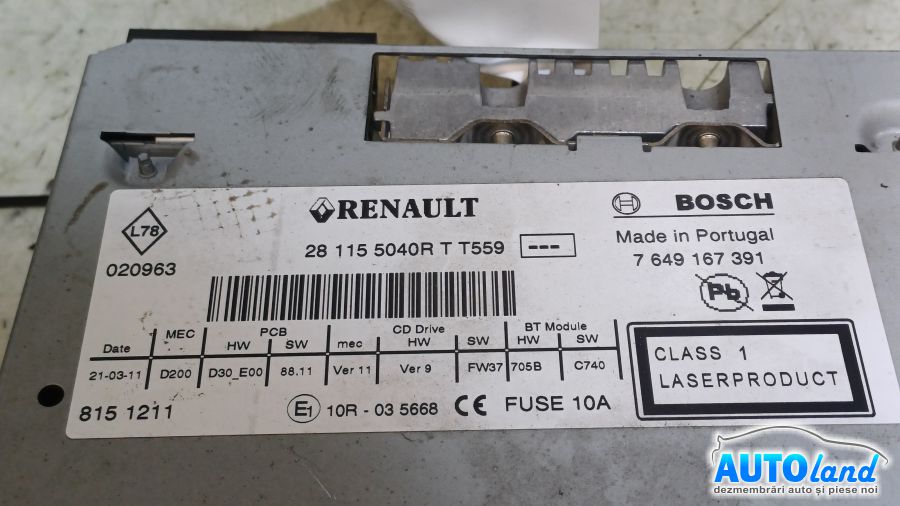 L78
020963
RENAULT
28 115 5040R T T559 ---
BOSCH
Made in Portugal
7 649 167 391
Pb
Date MEC PCB HW SW CD Drive mec HW SW BT Module HW SW
21-03-11 D200 D30_E00 88.11 Ver 11 Ver 9 FW37 705B C740
CLASS 1
LASERPRODUCT
815 1211
E1 10R - 03 5668 CE FUSE 10A
AUTOland
dezmembrări auto și piese noi